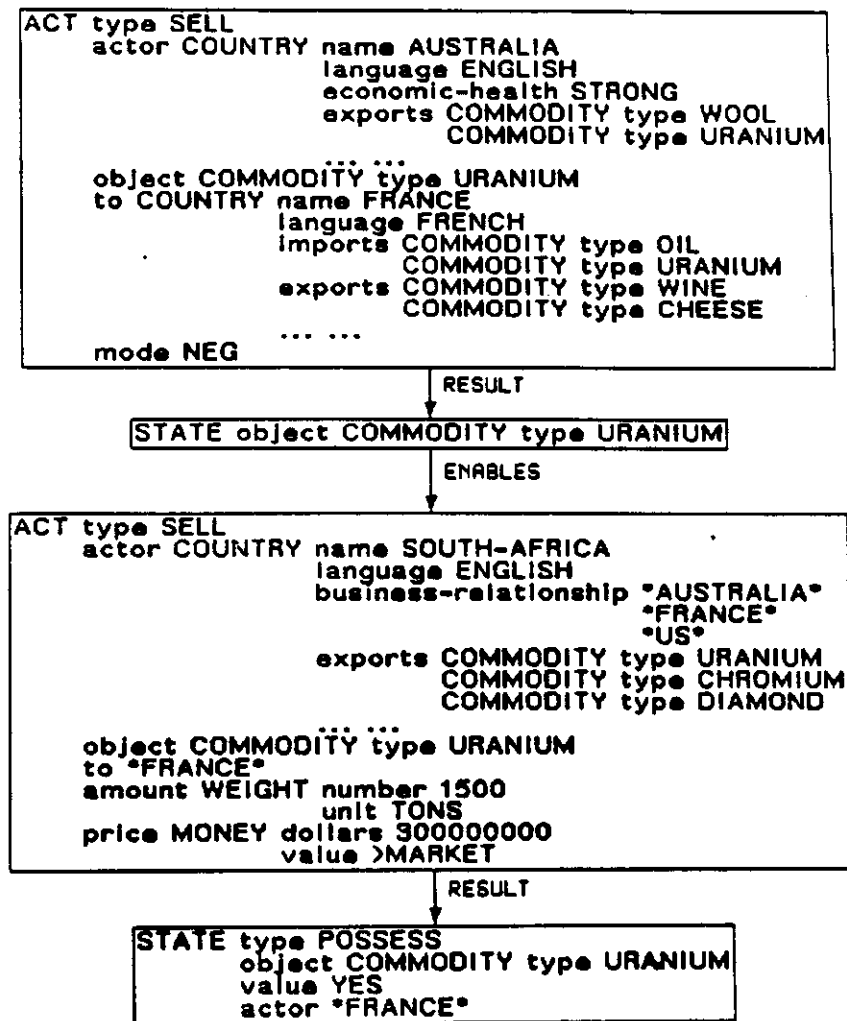 ACT type SELL
actor COUNTRY name AUSTRALIA
language ENGLISH
economic-health STRONG
exports COMMODITY type WOOL
COMMODITY type URANIUM
... ...
object COMMODITY type URANIUM
to COUNTRY name FRANCE
language FRENCH
imports COMMODITY type OIL
COMMODITY type URANIUM
exports COMMODITY type WINE
COMMODITY type CHEESE
... ...
mode NEG
RESULT
STATE object COMMODITY type URANIUM
ENABLES
ACT type SELL
actor COUNTRY name SOUTH-AFRICA
language ENGLISH
business-relationship *AUSTRALIA*
*FRANCE*
*US*
exports COMMODITY type URANIUM
COMMODITY type CHROMIUM
COMMODITY type DIAMOND
... ...
object COMMODITY type URANIUM
to *FRANCE*
amount WEIGHT number 1500
unit TONS
price MONEY dollars 300000000
value >MARKET
RESULT
STATE type POSSESS
object COMMODITY type URANIUM
value YES
actor *FRANCE*